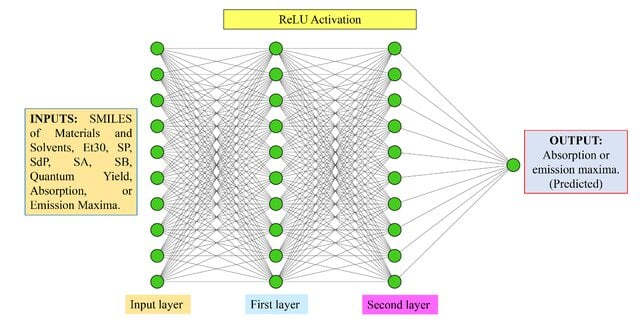 ReLU Activation
INPUTS: SMILES
of Materials and
Solvents, Et30, SP,
SdP, SA, SB,
Quantum Yield,
Absorption, or
Emission Maxima.
OUTPUT:
Absorption or
emission maxima.
(Predicted)
Input layer
First layer
Second layer